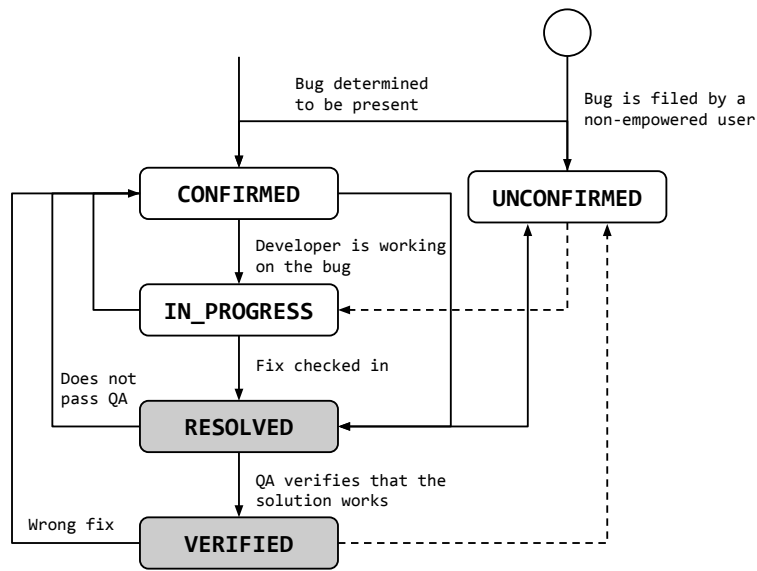 Bug determined
to be present
Bug is filed by a
non-empowered user
CONFIRMED
UNCONFIRMED
Developer is working
on the bug
IN_PROGRESS
Fix checked in
Does not
pass QA
RESOLVED
QA verifies that the
solution works
Wrong fix
VERIFIED